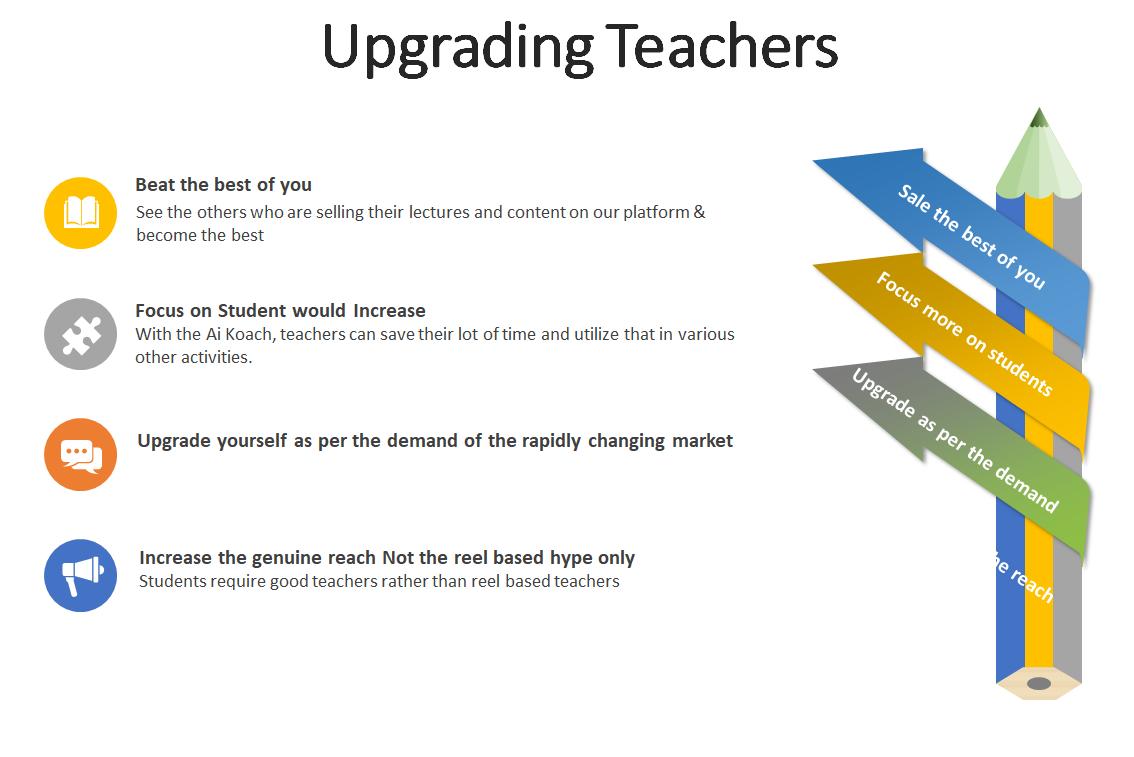 Upgrading Teachers
Beat the best of you
See the others who are selling their lectures and content on our platform &
become the best
Focus on Student would Increase
With the Ai Koach, teachers can save their lot of time and utilize that in various
other activities.
Upgrade yourself as per the demand of the rapidly changing market
Increase the genuine reach Not the reel based hype only
Students require good teachers rather than reel based teachers
Sale the best of you
Focus more on students
Upgrade as per the demand
he reach